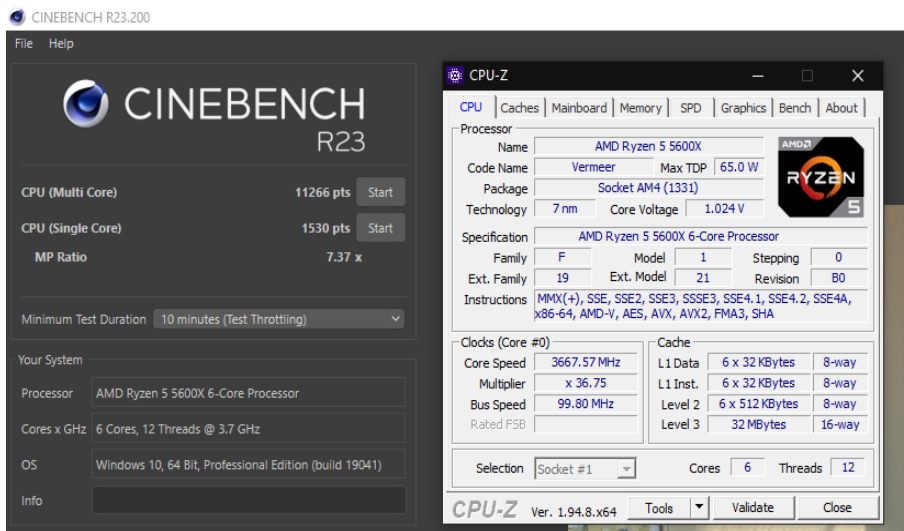 CINEBENCH R23.200
File Help
CINEBENCH
R23
CPU (Multi Core) 11266 pts Start
CPU (Single Core) 1530 pts Start
MP Ratio 7.37 x
Minimum Test Duration 10 minutes (Test Throttling)
Your System
Processor AMD Ryzen 5 5600X 6-Core Processor
Cores x GHz 6 Cores, 12 Threads @ 3.7 GHz
OS Windows 10, 64 Bit, Professional Edition (build 19041)
Info
CPU-Z
CPU Caches Mainboard Memory SPD Graphics Bench About
Processor
Name AMD Ryzen 5 5600X
Code Name Vermeer Max TDP 65.0 W
Package Socket AM4 (1331)
Technology 7 nm Core Voltage 1.024 V
AMD
RYZEN
5
Specification AMD Ryzen 5 5600X 6-Core Processor
Family F Model 1 Stepping 0
Ext. Family 19 Ext. Model 21 Revision B0
Instructions MMX(+), SSE, SSE2, SSE3, SSSE3, SSE4.1, SSE4.2, SSE4A,
x86-64, AMD-V, AES, AVX, AVX2, FMA3, SHA
Clocks (Core #0)
Core Speed 3667.57 MHz
Multiplier x 36.75
Bus Speed 99.80 MHz
Rated FSB
Cache
L1 Data 6 x 32 KBytes 8-way
L1 Inst. 6 x 32 KBytes 8-way
Level 2 6 x 512 KBytes 8-way
Level 3 32 MBytes 16-way
Selection Socket #1 Cores 6 Threads 12
CPU-Z Ver. 1.94.8.x64 Tools Validate Close